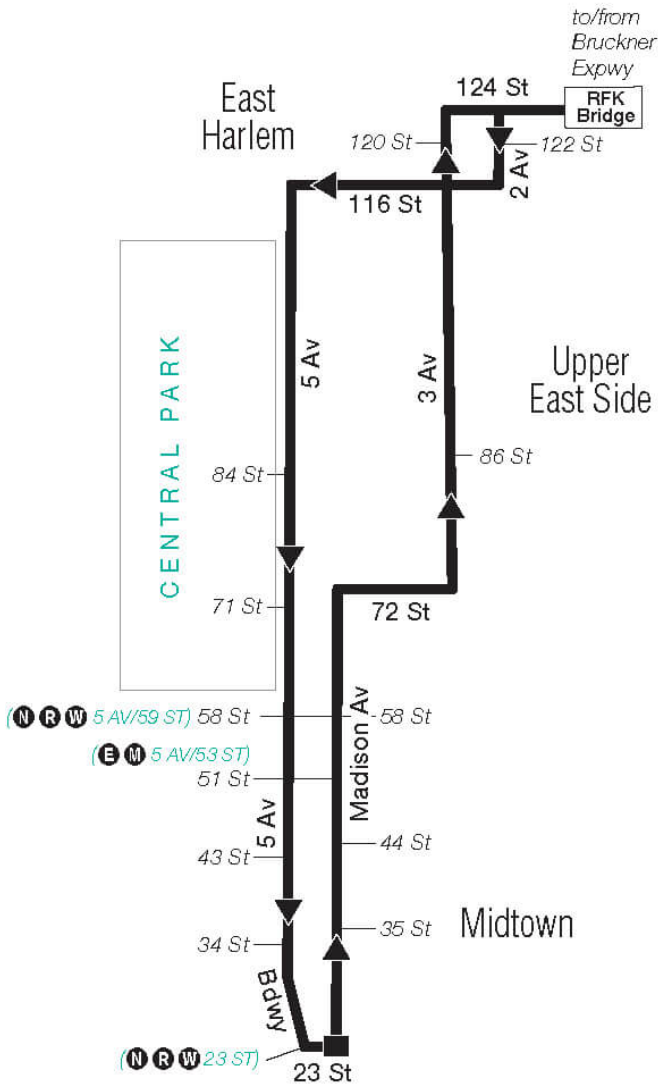 to/from
Bruckner
Expwy
124 St
RFK
Bridge
East
Harlem
120 St
122 St
2 Av
116 St
CENTRAL PARK
5 Av
3 Av
Upper
East Side
86 St
84 St
71 St
72 St
(N R W 5 AV/59 ST) 58 St
58 St
Madison Av
(E M 5 AV/53 ST)
51 St
5 Av
43 St
44 St
34 St
35 St
Midtown
Bdwy
(N R W 23 ST)
23 St